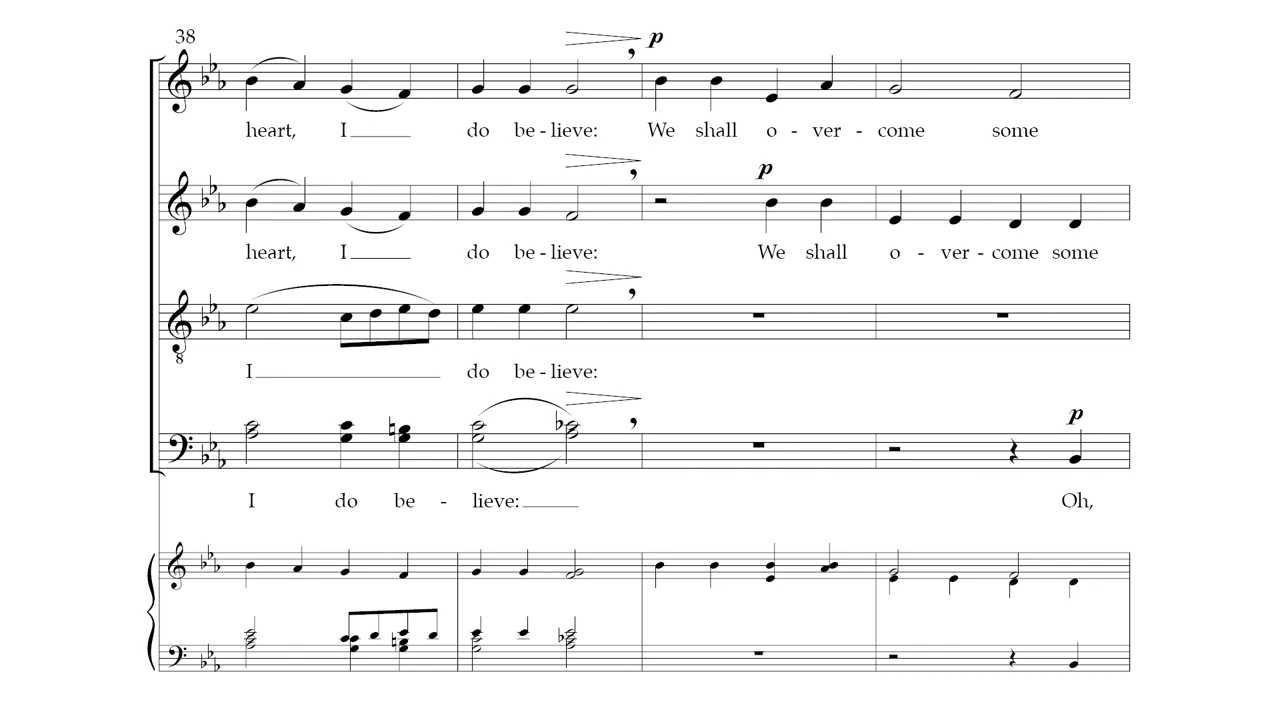 38
p
heart, I do be - lieve: We shall o - ver - come some
p
heart, I do be - lieve: We shall o - ver - come some
8
I do be - lieve:
p
I do be - lieve: Oh,